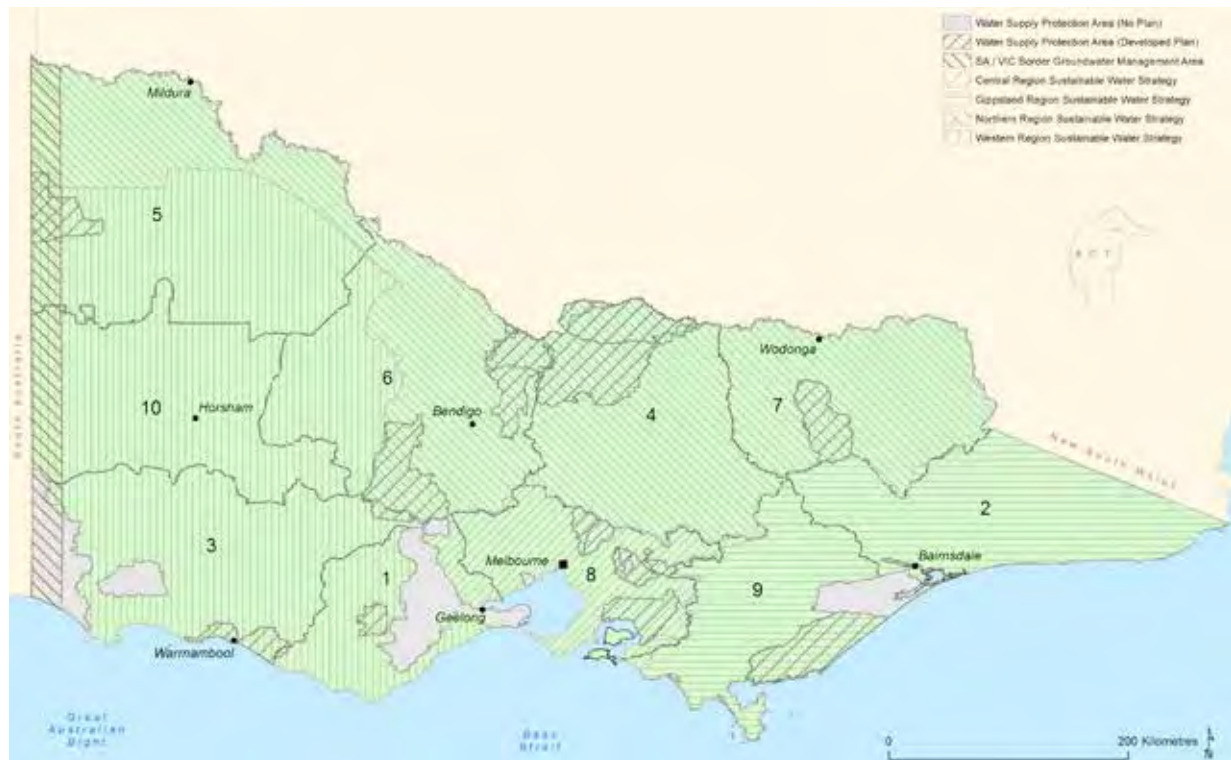 Water Supply Protection Area (No Plan)
Water Supply Protection Area (Developed Plan)
SA / VIC Border Groundwater Management Area
Central Region Sustainable Water Strategy
Gippsland Region Sustainable Water Strategy
Northern Region Sustainable Water Strategy
Western Region Sustainable Water Strategy
Mildura
5
A C T
South Australia
Wodonga
6
10
Horsham
Bendigo
4
7
New South Wales
2
3
Melbourne
Bairnsdale
1
8
9
Geelong
Warrnambool
Great
Australian
Bight
Bass
Strait
0
200 Kilometres
N